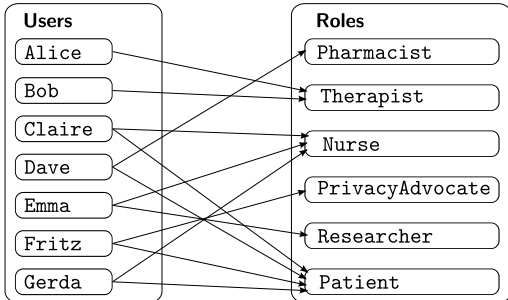 Users
Alice
Bob
Claire
Dave
Emma
Fritz
Gerda
Roles
Pharmacist
Therapist
Nurse
PrivacyAdvocate
Researcher
Patient